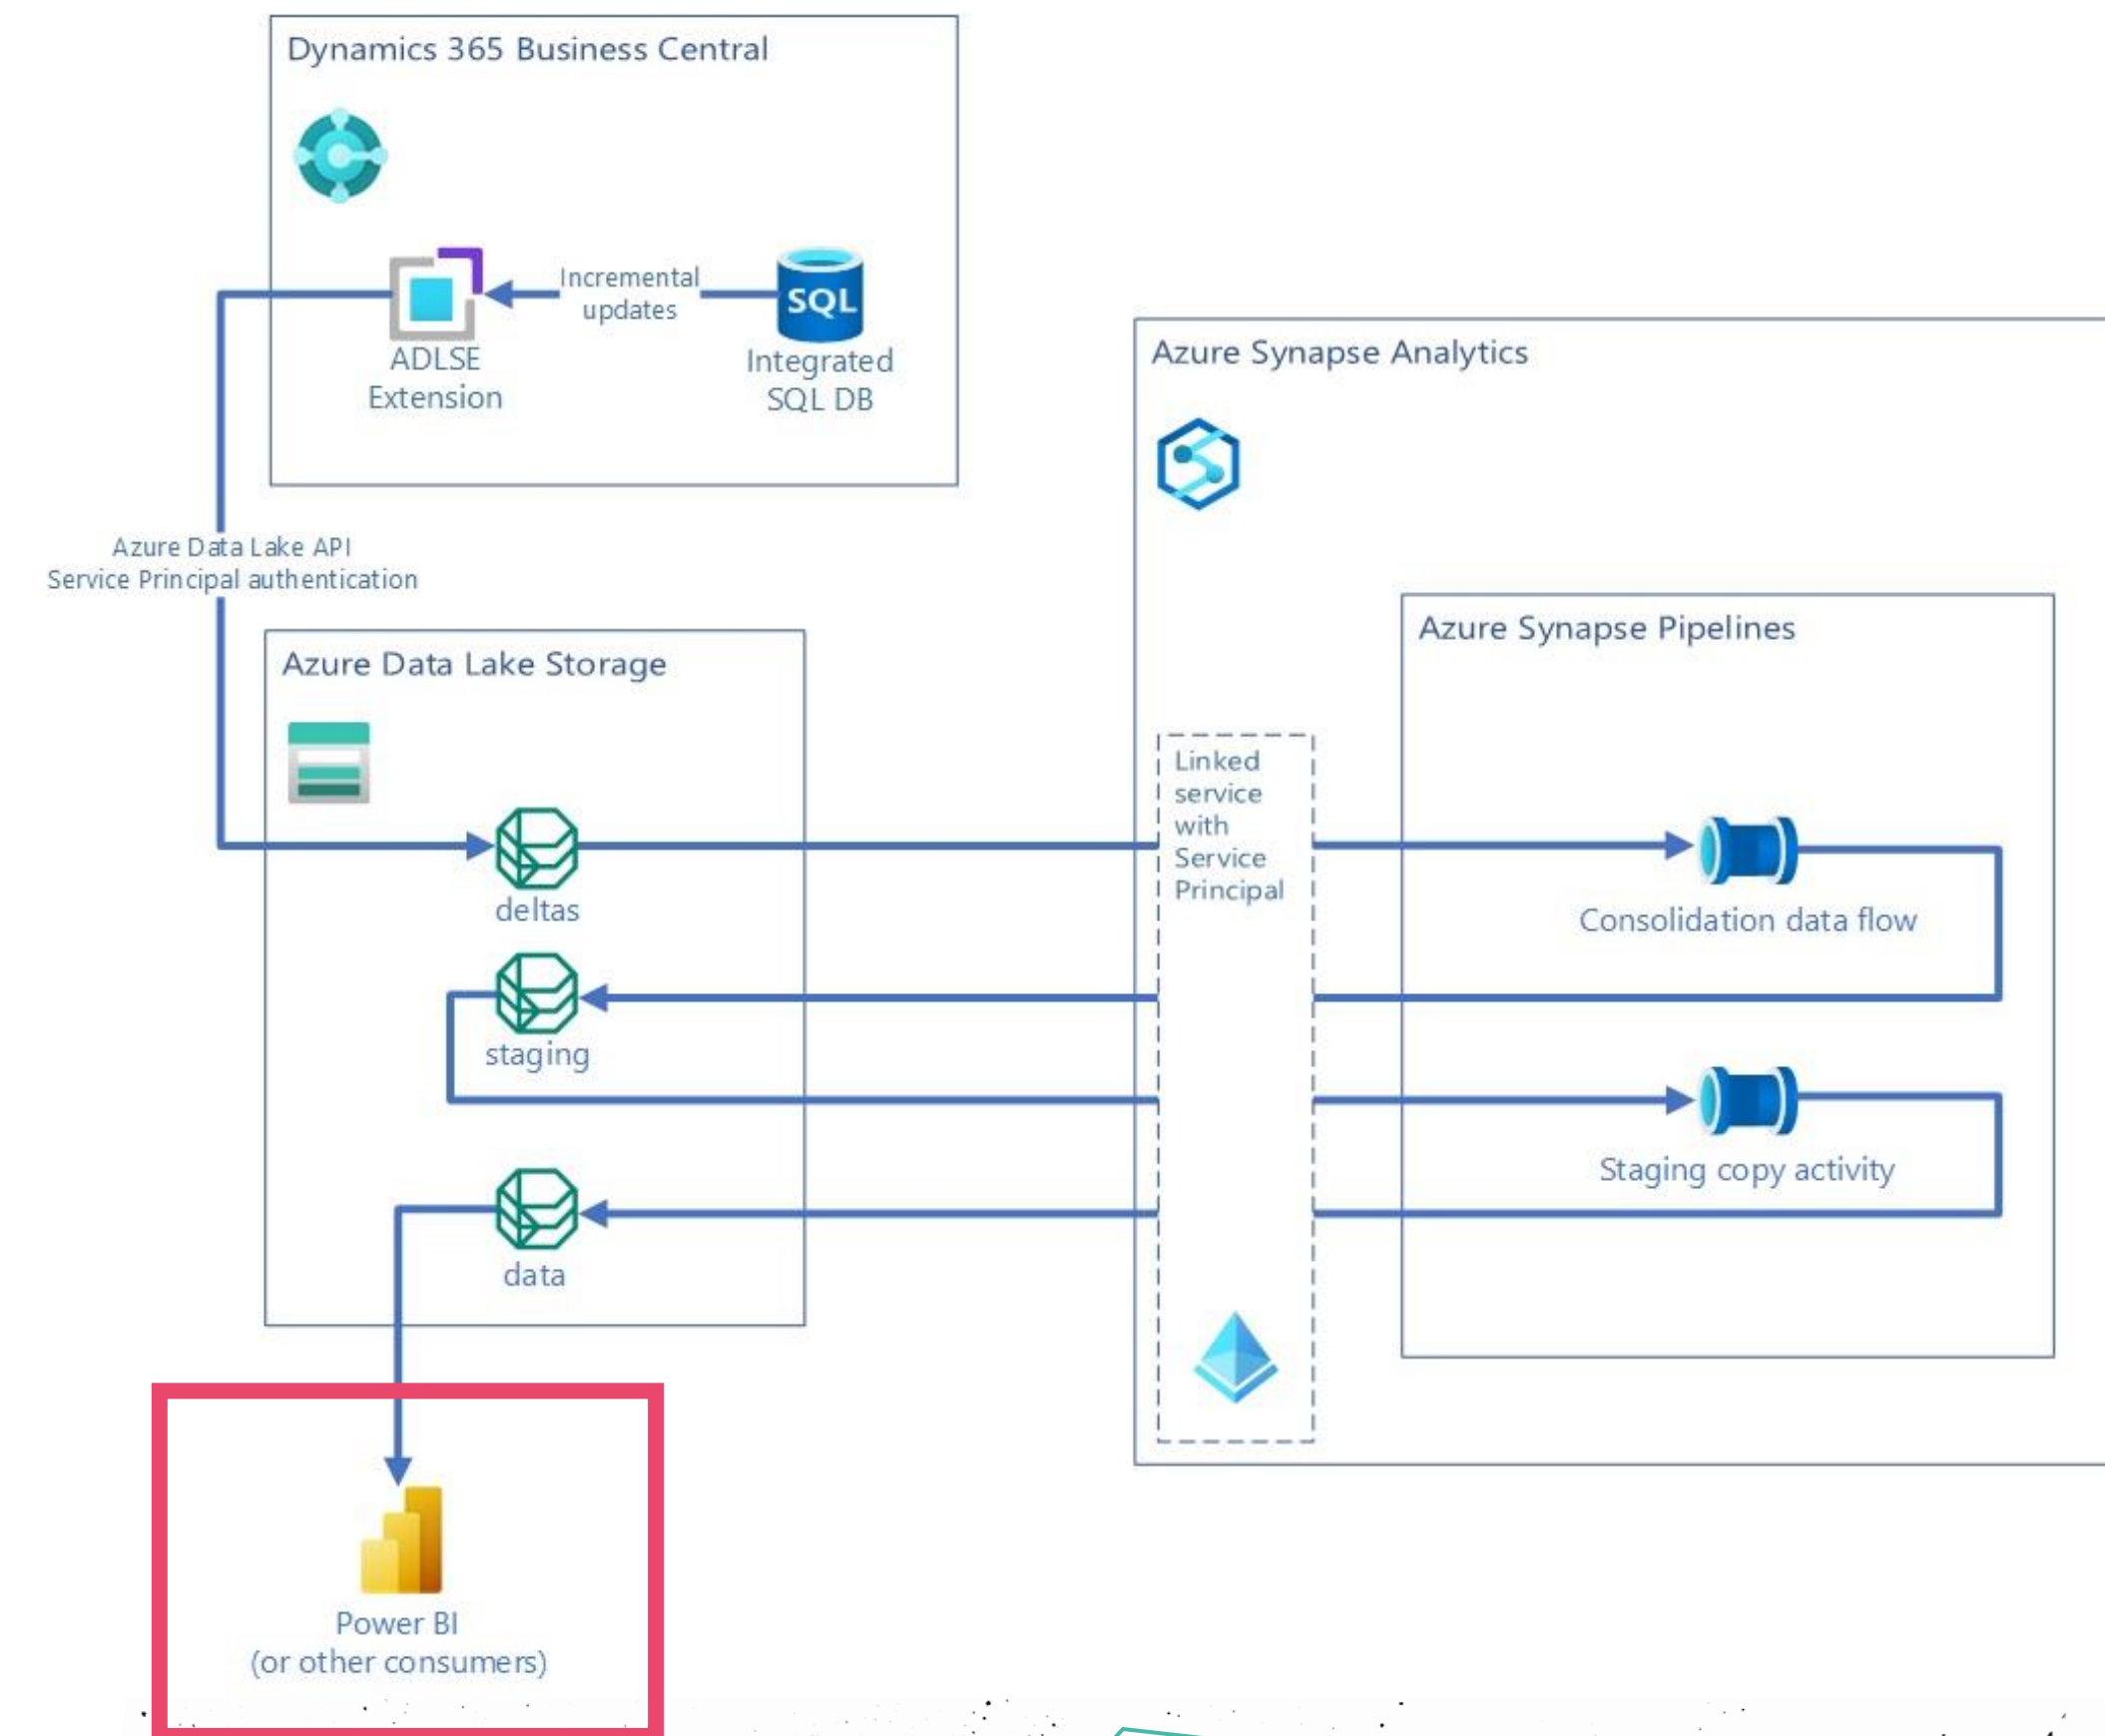 Dynamics 365 Business Central
Incremental
updates
SQL
ADLSE
Extension
Integrated
SQL DB
Azure Synapse Analytics
Azure Data Lake API
Service Principal authentication
Azure Data Lake Storage
Azure Synapse Pipelines
Linked
service
with
Service
Principal
deltas
Consolidation data flow
staging
Staging copy activity
data
Power BI
(or other consumers)